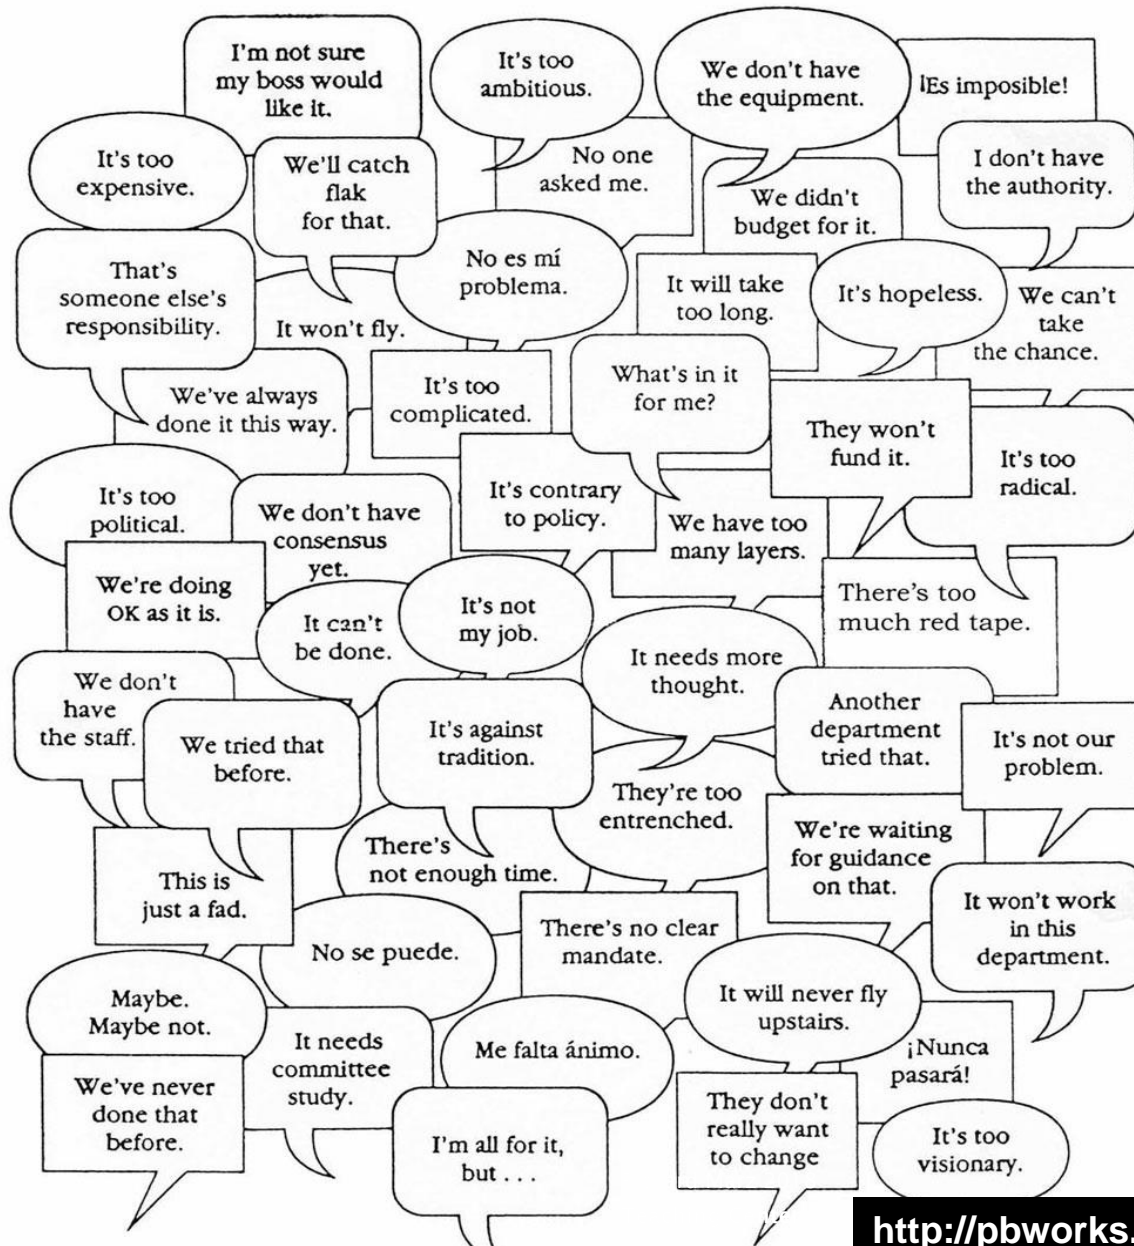 I'm not sure
my boss would
like it.
It's too
ambitious.
We don't have
the equipment.
¡Es imposible!
It's too
expensive.
We'll catch
flak
for that.
No one
asked me.
We didn't
budget for it.
I don't have
the authority.
That's
someone else's
responsibility.
It won't fly.
No es mí
problema.
It will take
too long.
It's hopeless.
We can't
take
the chance.
We've always
done it this way.
It's too
complicated.
What's in it
for me?
They won't
fund it.
It's too
radical.
It's too
political.
We don't have
consensus
yet.
It's contrary
to policy.
We have too
many layers.
We're doing
OK as it is.
It can't
be done.
It's not
my job.
It needs more
thought.
There's too
much red tape.
We don't
have
the staff.
We tried that
before.
It's against
tradition.
They're too
entrenched.
Another
department
tried that.
It's not our
problem.
This is
just a fad.
There's
not enough time.
We're waiting
for guidance
on that.
It won't work
in this
department.
No se puede.
There's no clear
mandate.
Maybe.
Maybe not.
It needs
committee
study.
Me falta ánimo.
It will never fly
upstairs.
¡Nunca
pasará!
We've never
done that
before.
I'm all for it,
but . . .
They don't
really want
to change
It's too
visionary.
http://pbworks.